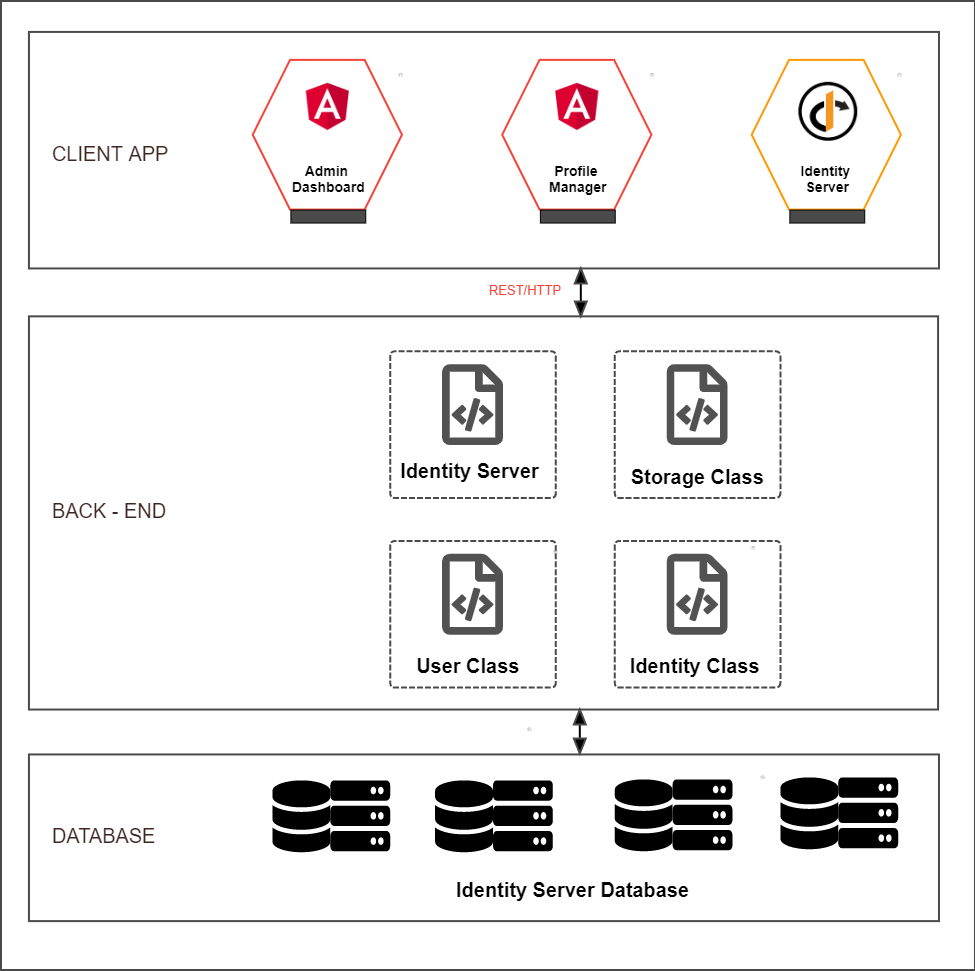 CLIENT APP
Admin
Dashboard
Profile
Manager
Identity
Server
REST/HTTP
BACK - END
Identity Server
Storage Class
User Class
Identity Class
DATABASE
Identity Server Database